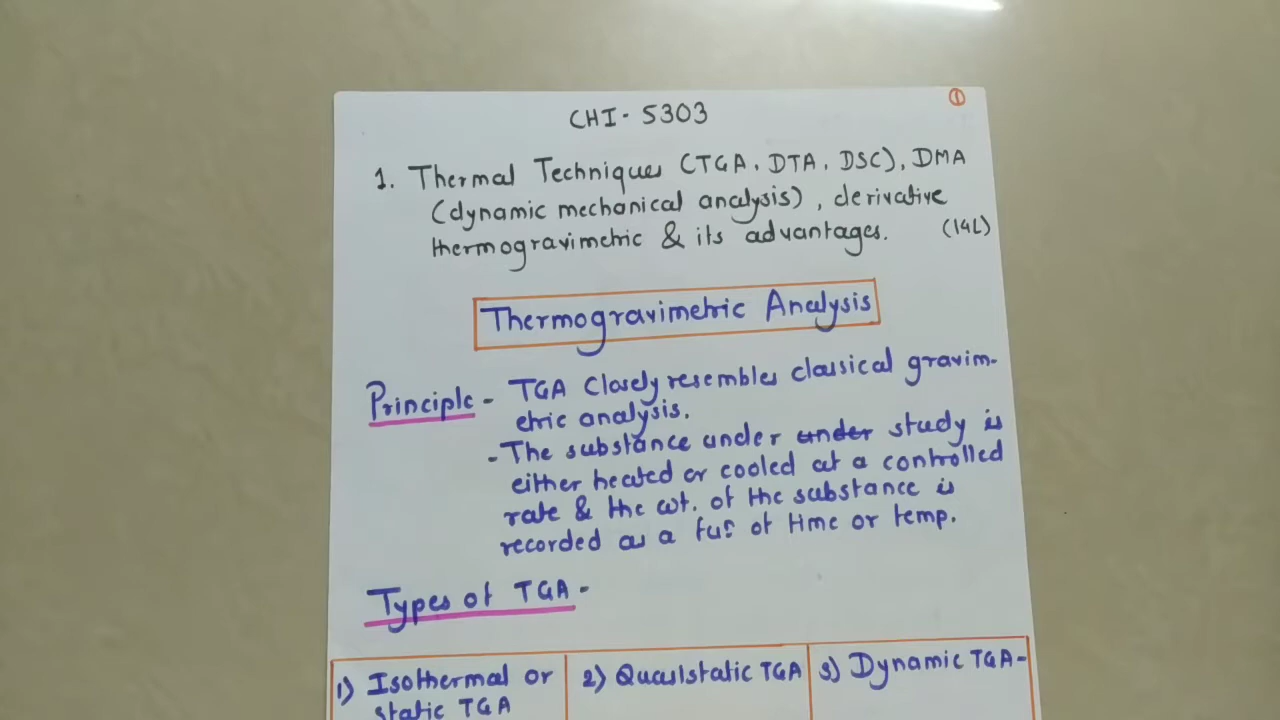 ①
CHI - 5303
1. Thermal Techniques (TGA, DTA, DSC), DMA
(dynamic mechanical analysis), derivative
thermogravimetric & its advantages. (14L)
Thermogravimetric Analysis
Principle - TGA Closely resembles classical gravim-
etric analysis.
- The substance under under study is
either heated or cooled at a controlled
rate & the wt. of the substance is
recorded as a fun of time or temp.
Types of TGA -
1) Isothermal or 2) Quasistatic TGA 3) Dynamic TGA -
static TGA